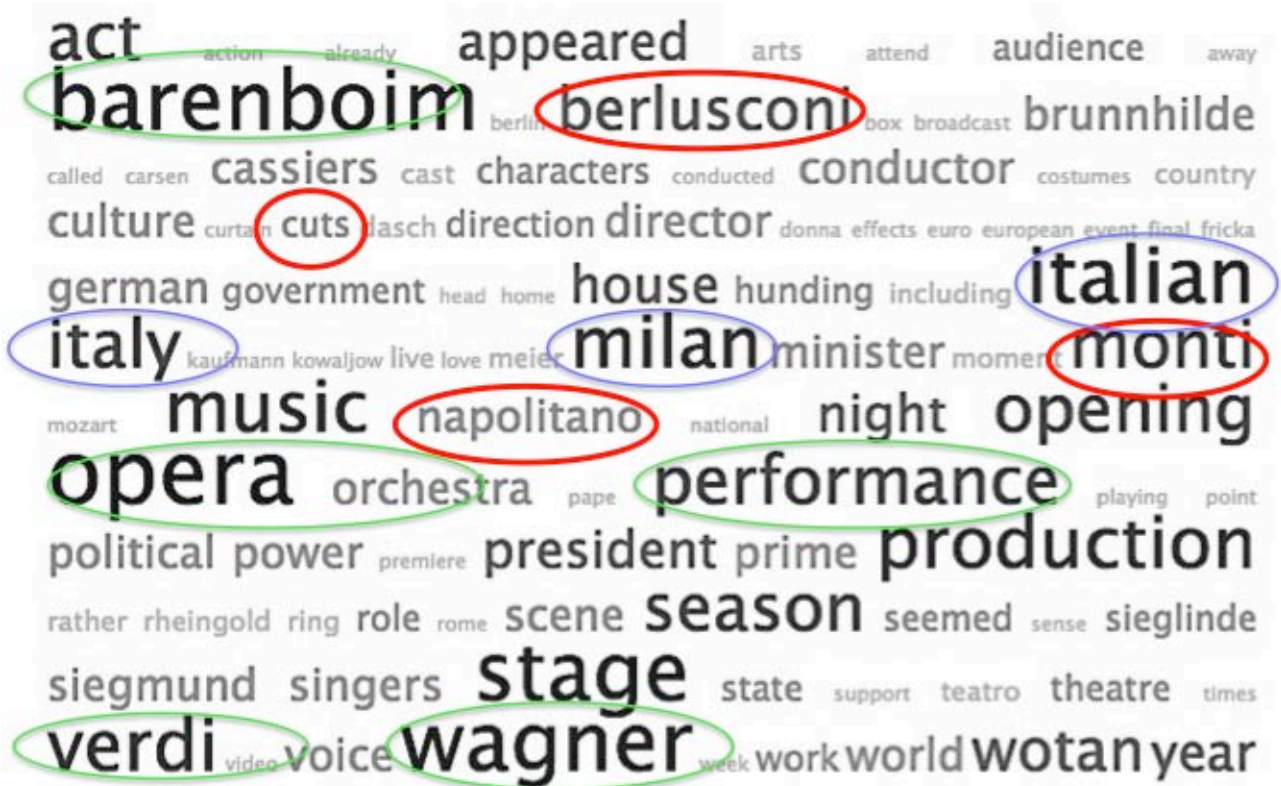 act action already appeared arts attend audience away
barenboim berlin berlusconi box broadcast brunnhilde
called carsen cassiers cast characters conducted conductor costumes country
culture curtain cuts dasch direction director donna effects euro european event final fricka
german government head home house hunding including italian
italy kaufmann kowaljow live love meier milan minister moment monti
mozart music napolitano national night opening
opera orchestra pape performance playing point
political power premiere president prime production
rather rheingold ring role rome scene season seemed sense sieglinde
siegmund singers stage state support teatro theatre times
verdi video voice wagner week work world wotan year